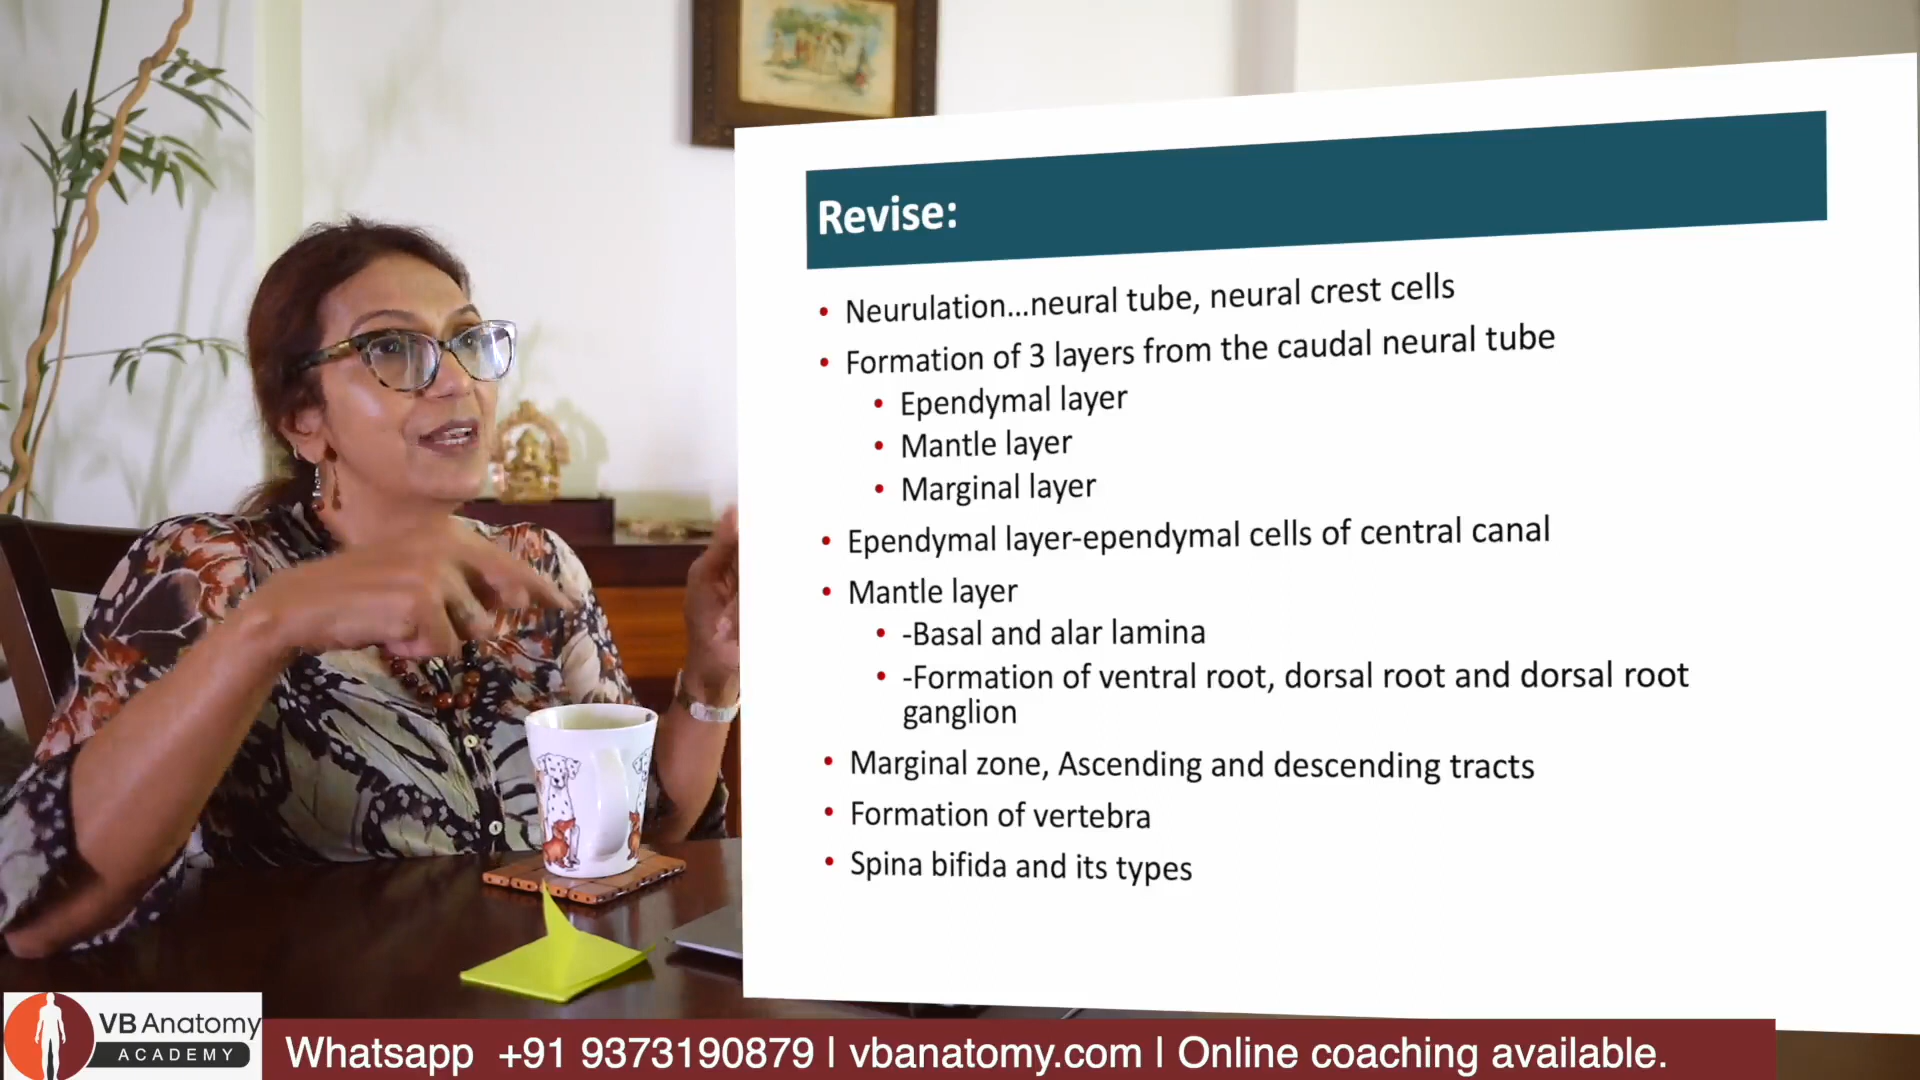 Revise:
• Neurulation...neural tube, neural crest cells
• Formation of 3 layers from the caudal neural tube
• Ependymal layer
• Mantle layer
• Marginal layer
• Ependymal layer-ependymal cells of central canal
• Mantle layer
• -Basal and alar lamina
• -Formation of ventral root, dorsal root and dorsal root
ganglion
• Marginal zone, Ascending and descending tracts
• Formation of vertebra
• Spina bifida and its types
VB Anatomy
ACADEMY
Whatsapp +91 9373190879 | vbanatomy.com | Online coaching available.